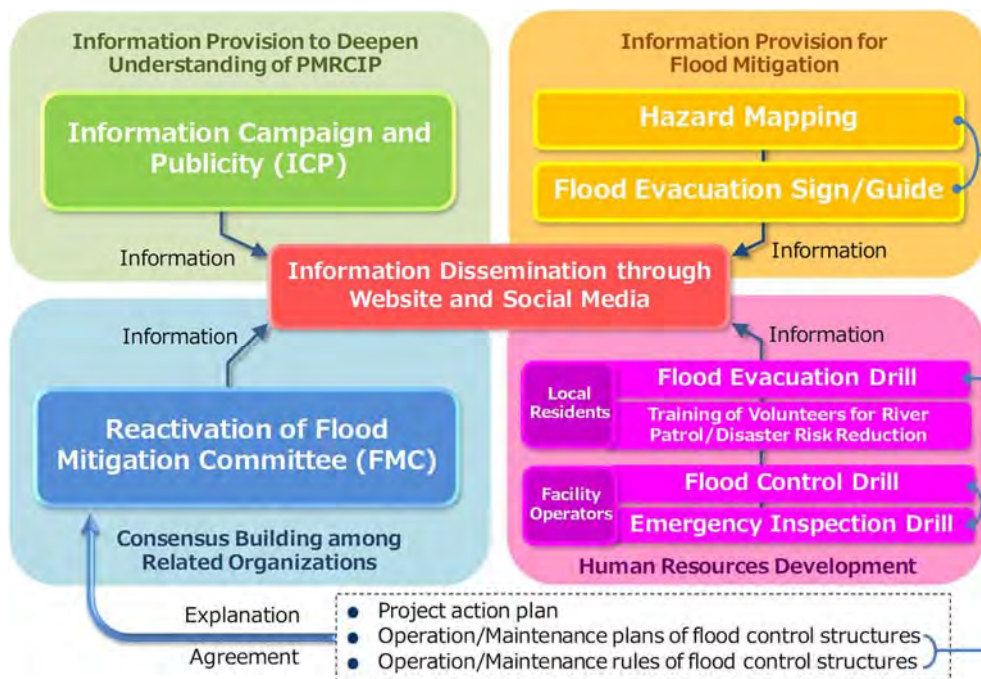 Information Provision to Deepen
Understanding of PMRCIP
Information Campaign and
Publicity (ICP)
Information
Information Provision for
Flood Mitigation
Hazard Mapping
Flood Evacuation Sign/Guide
Information
Information Dissemination through
Website and Social Media
Information
Reactivation of Flood
Mitigation Committee (FMC)
Consensus Building among
Related Organizations
Information
Local
Residents
Flood Evacuation Drill
Training of Volunteers for River
Patrol/Disaster Risk Reduction
Facility
Operators
Flood Control Drill
Emergency Inspection Drill
Human Resources Development
Explanation
Agreement
● Project action plan
● Operation/Maintenance plans of flood control structures
● Operation/Maintenance rules of flood control structures